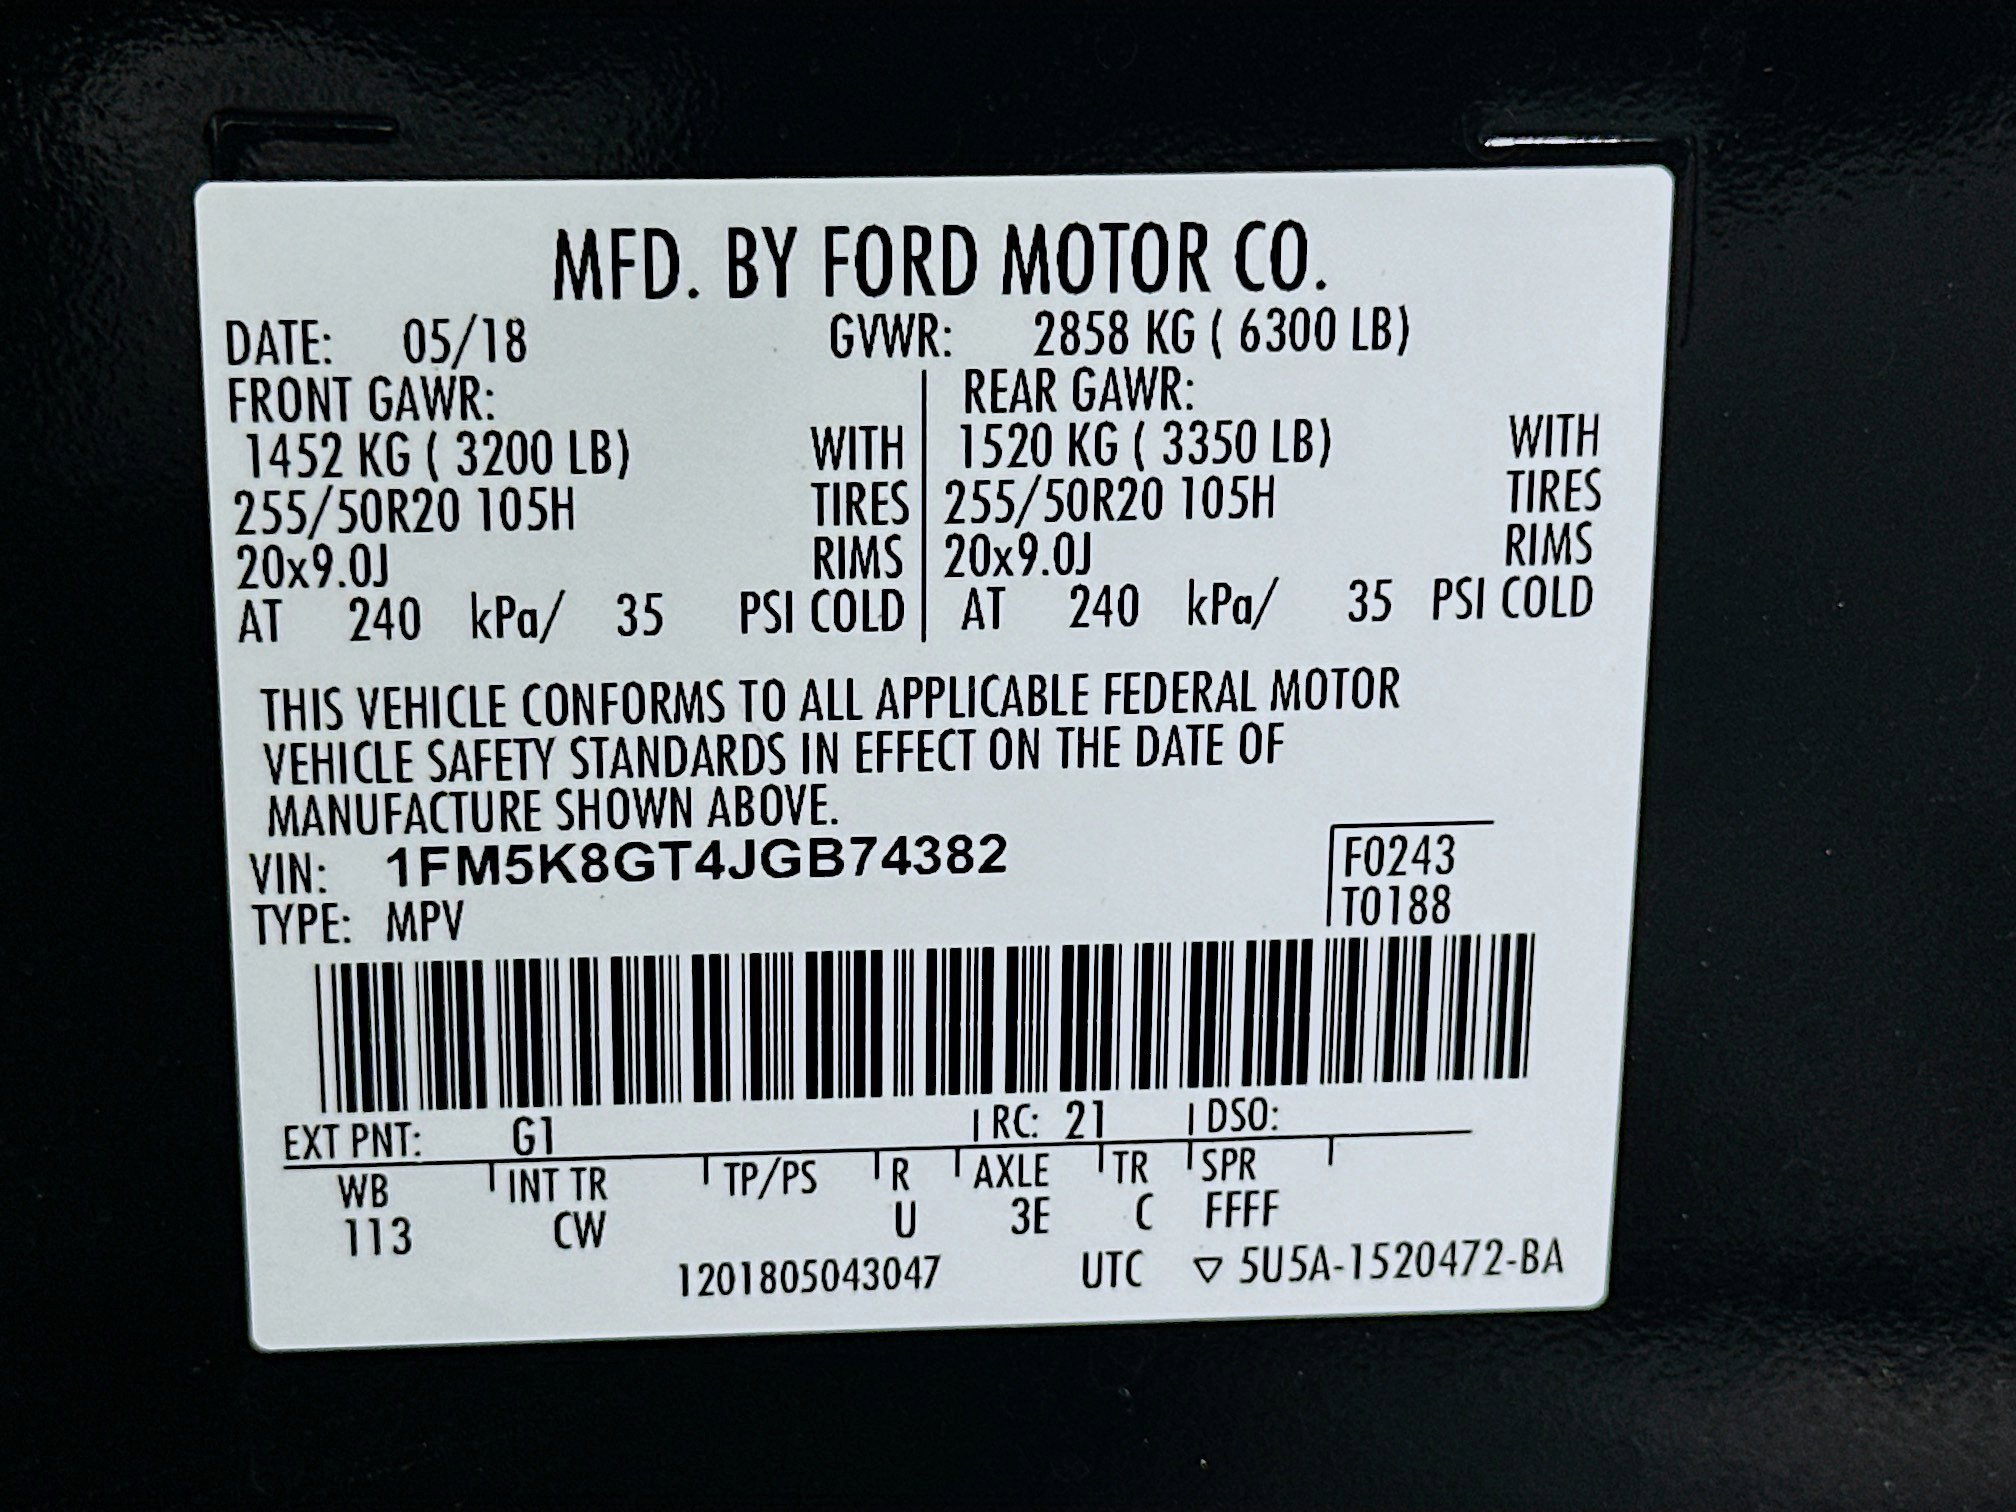 MFD. BY FORD MOTOR CO.
DATE: 05/18 GVWR: 2858 KG ( 6300 LB)
FRONT GAWR: REAR GAWR:
1452 KG ( 3200 LB) WITH 1520 KG ( 3350 LB) WITH
255/50R20 105H TIRES 255/50R20 105H TIRES
20x9.0J RIMS 20x9.0J RIMS
AT 240 kPa/ 35 PSI COLD AT 240 kPa/ 35 PSI COLD
THIS VEHICLE CONFORMS TO ALL APPLICABLE FEDERAL MOTOR
VEHICLE SAFETY STANDARDS IN EFFECT ON THE DATE OF
MANUFACTURE SHOWN ABOVE.
VIN: 1FM5K8GT4JGB74382 F0243
TYPE: MPV T0188
EXT PNT: G1 RC: 21 DSO:
WB INT TR TP/PS R AXLE TR SPR
113 CW U 3E C FFFF
1201805043047 UTC ▽ 5U5A-1520472-BA